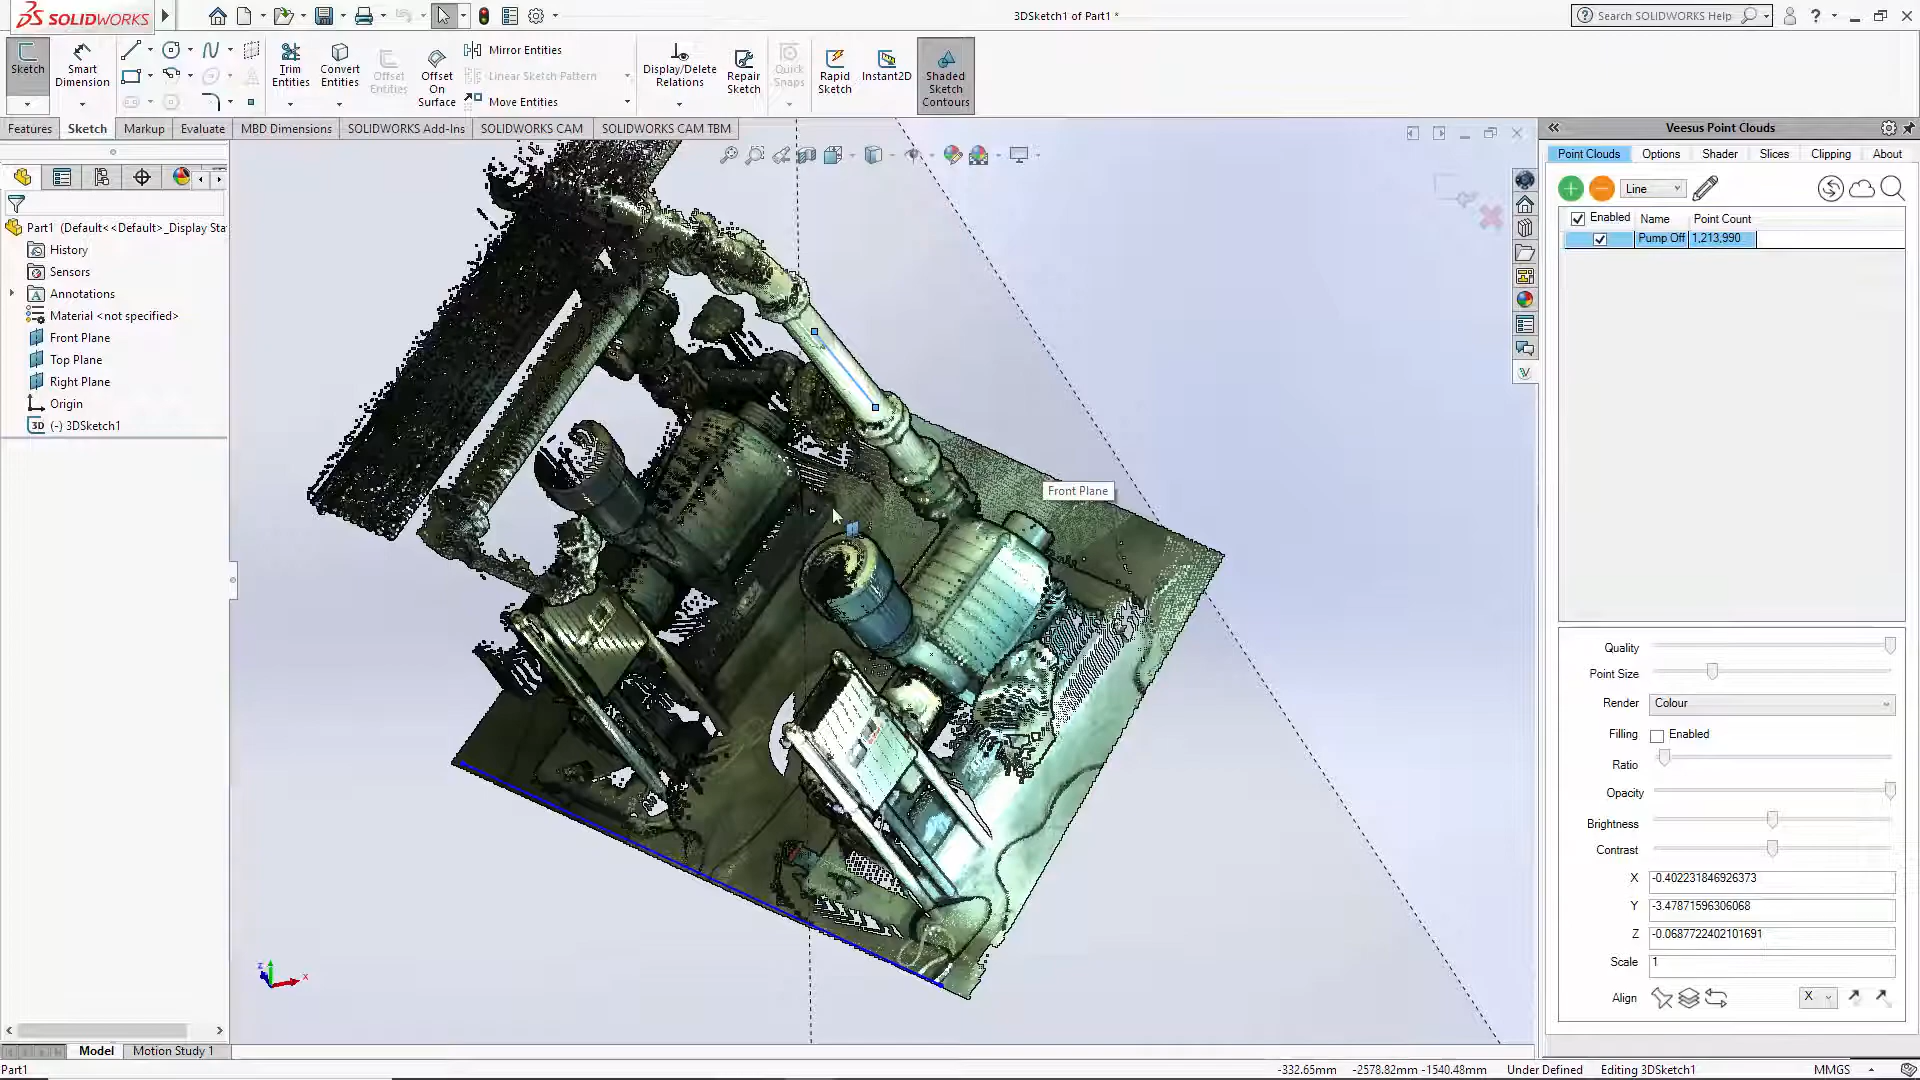 SOLIDWORKS
3DSketch1 of Part1 *
Search SOLIDWORKS Help
Sketch
Smart Dimension
Trim Entities
Convert Entities
Offset Entities
Offset On Surface
Mirror Entities
Linear Sketch Pattern
Move Entities
Display/Delete Relations
Repair Sketch
Quick Snaps
Rapid Sketch
Instant2D
Shaded Sketch Contours
Features
Sketch
Markup
Evaluate
MBD Dimensions
SOLIDWORKS Add-Ins
SOLIDWORKS CAM
SOLIDWORKS CAM TBM
Part1 (Default<<Default>_Display Sta
History
Sensors
Annotations
Material <not specified>
Front Plane
Top Plane
Right Plane
Origin
3D (-) 3DSketch1
Front Plane
Z
X
Veesus Point Clouds
Point Clouds
Options
Shader
Slices
Clipping
About
Line
Enabled Name Point Count
Pump Off 1,213,990
Quality
Point Size
Render Colour
Filling Enabled
Ratio
Opacity
Brightness
Contrast
X -0.402231846926373
Y -3.47871596306068
Z -0.0687722402101691
Scale 1
Align X
Model
Motion Study 1
Part1
-332.65mm -2578.82mm -1540.48mm Under Defined Editing 3DSketch1 MMGS